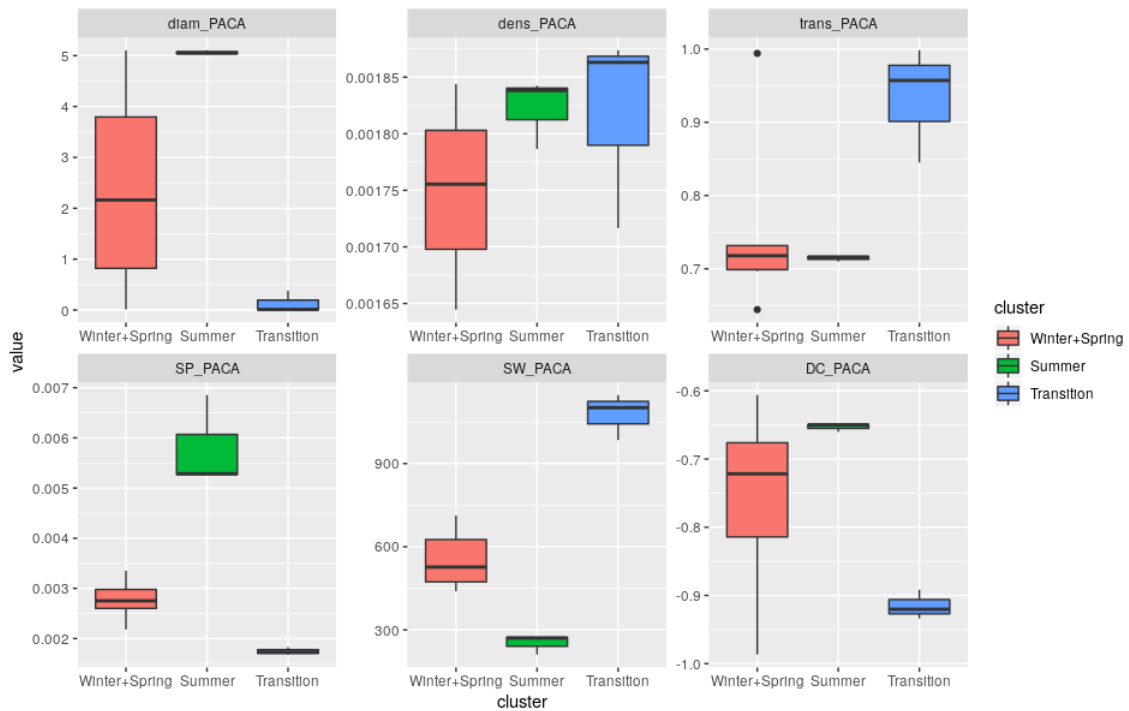 diam_PACA
dens_PACA
trans_PACA
5
4
3
2
1
0
0.00185
0.00180
0.00175
0.00170
0.00165
1.0
0.9
0.8
0.7
Winter+Spring Summer Transition
Winter+Spring Summer Transition
Winter+Spring Summer Transition
value
SP_PACA
SW_PACA
DC_PACA
0.007
0.006
0.005
0.004
0.003
0.002
900
600
300
-0.6
-0.7
-0.8
-0.9
-1.0
Winter+Spring Summer Transition
Winter+Spring Summer Transition
Winter+Spring Summer Transition
cluster
cluster
Winter+Spring
Summer
Transition